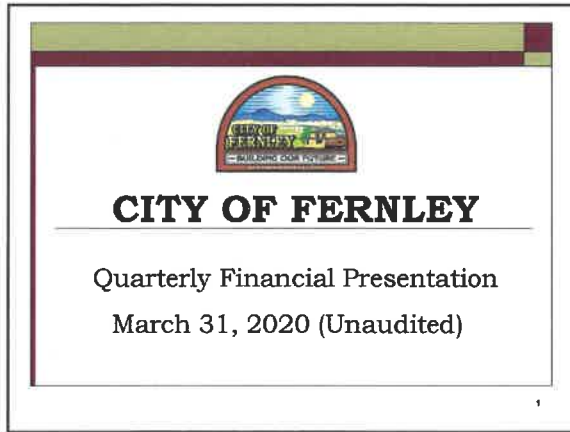 CITY OF
FERNLEY
BUILDING OUR FUTURE
CITY OF FERNLEY
Quarterly Financial Presentation
March 31, 2020 (Unaudited)
1